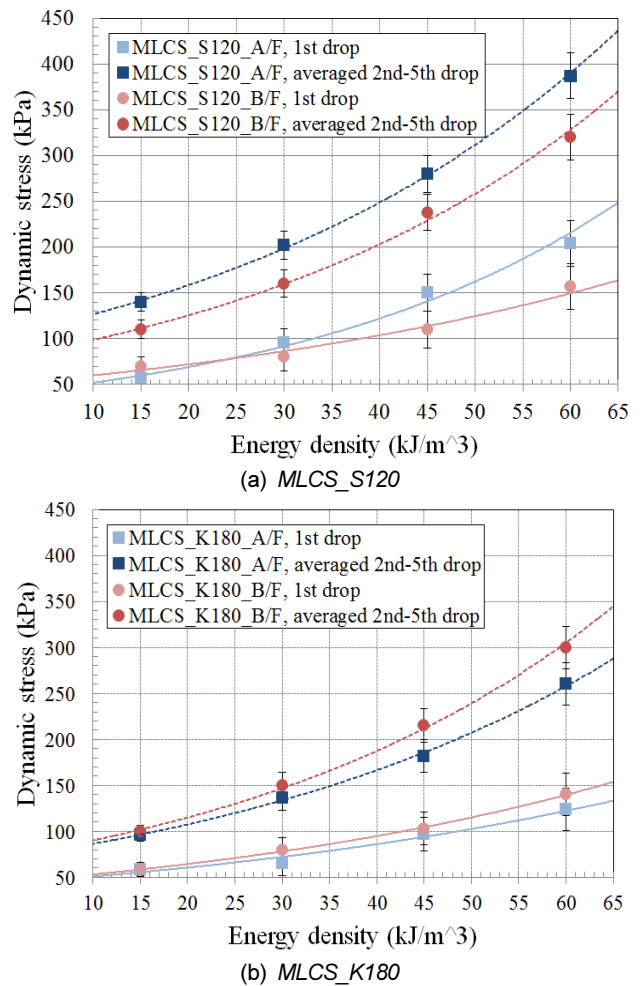 450
400
350
300
250
200
150
100
50
Dynamic stress (kPa)
MLCS_S120_A/F, 1st drop
MLCS_S120_A/F, averaged 2nd-5th drop
MLCS_S120_B/F, 1st drop
MLCS_S120_B/F, averaged 2nd-5th drop
10 15 20 25 30 35 40 45 50 55 60 65
Energy density (kJ/m^3)
(a) MLCS_S120
450
400
350
300
250
200
150
100
50
Dynamic stress (kPa)
MLCS_K180_A/F, 1st drop
MLCS_K180_A/F, averaged 2nd-5th drop
MLCS_K180_B/F, 1st drop
MLCS_K180_B/F, averaged 2nd-5th drop
10 15 20 25 30 35 40 45 50 55 60 65
Energy density (kJ/m^3)
(b) MLCS_K180